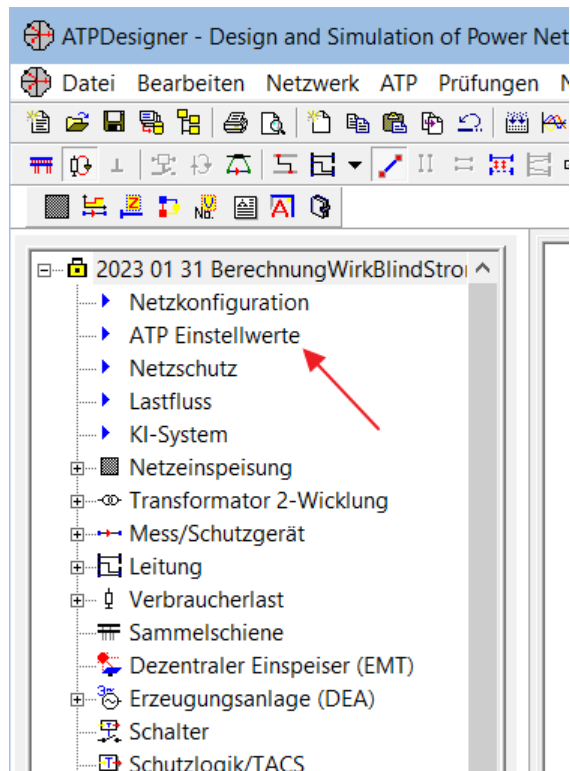 ATPDesigner - Design and Simulation of Power Net
Datei Bearbeiten Netzwerk ATP Prüfungen
2023 01 31 BerechnungWirkBlindStro
Netzkonfiguration
ATP Einstellwerte
Netzschutz
Lastfluss
KI-System
Netzeinspeisung
Transformator 2-Wicklung
Mess/Schutzgerät
Leitung
Verbraucherlast
Sammelschiene
Dezentraler Einspeiser (EMT)
Erzeugungsanlage (DEA)
Schalter
Schutzlogik/TACS